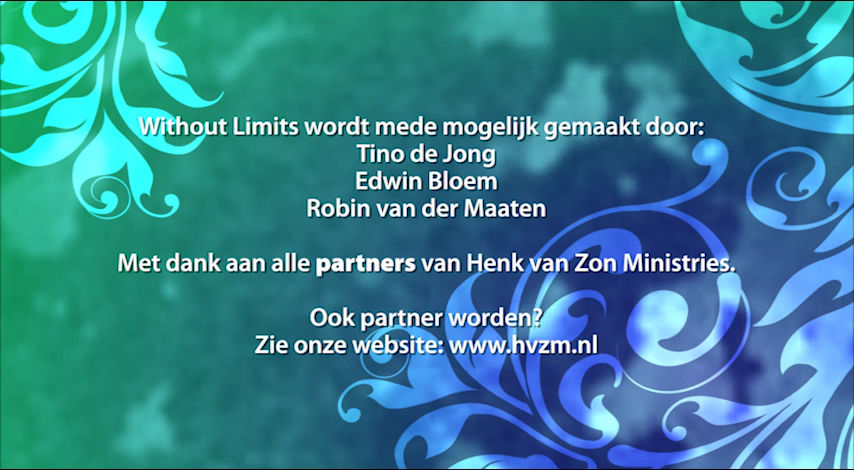 Without Limits wordt mede mogelijk gemaakt door:
Tino de Jong
Edwin Bloem
Robin van der Maaten
Met dank aan alle partners van Henk van Zon Ministries.
Ook partner worden?
Zie onze website: www.hvzm.nl